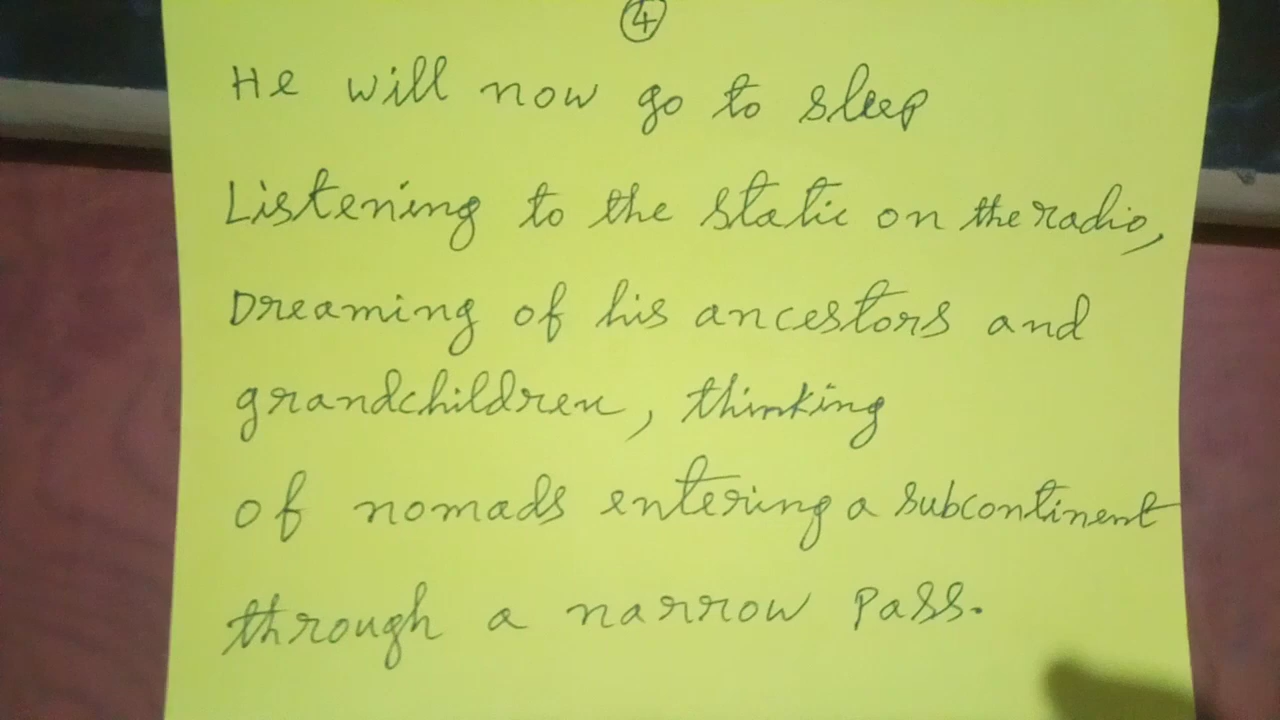 ④
He will now go to sleep
Listening to the static on the radio,
Dreaming of his ancestors and
grandchildren, thinking
of nomads entering a subcontinent
through a narrow pass.